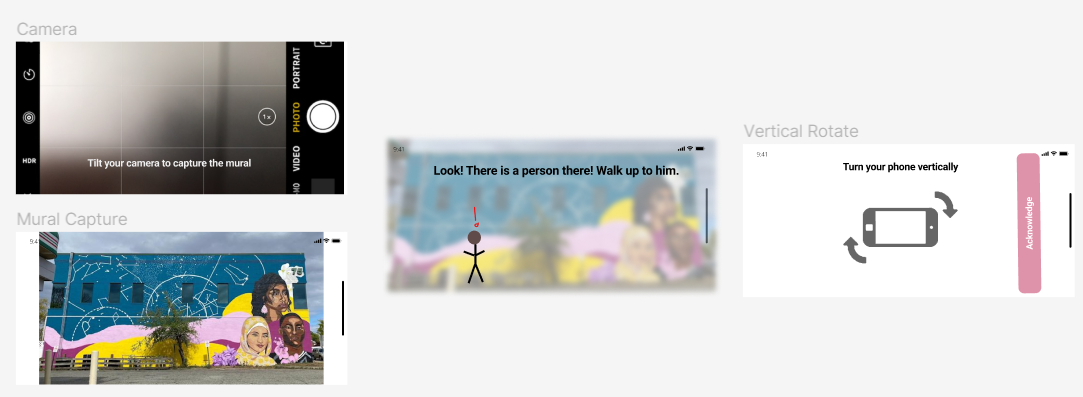 Camera
HDR
Tilt your camera to capture the mural
1x
PORTRAIT
PHOTO
VIDEO
Mural Capture
9:41
9:41
Look! There is a person there! Walk up to him.
Vertical Rotate
9:41
Turn your phone vertically
Acknowledge